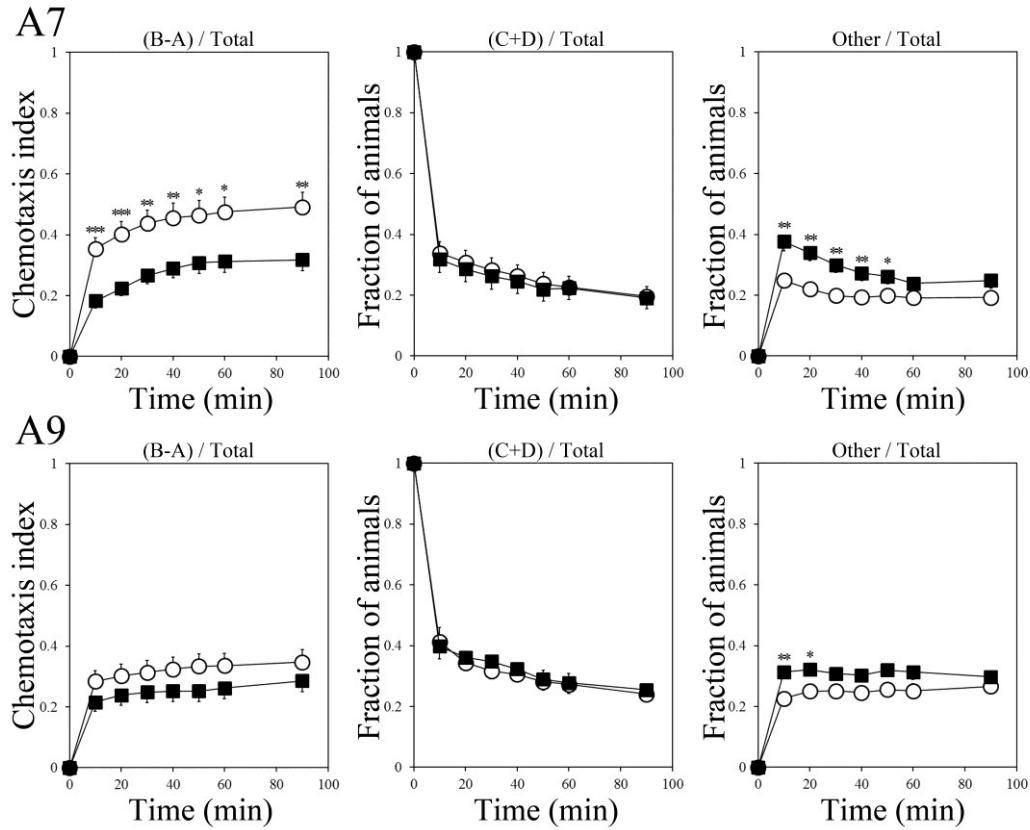 A7
(B-A) / Total
(C+D) / Total
Other / Total
Chemotaxis index
1
0.8
0.6
0.4
0.2
0
*** *** ** ** * * **
0 20 40 60 80 100
Time (min)
Fraction of animals
1
0.8
0.6
0.4
0.2
0
0 20 40 60 80 100
Time (min)
Fraction of animals
1
0.8
0.6
0.4
0.2
0
** ** ** ** *
0 20 40 60 80 100
Time (min)
A9
(B-A) / Total
(C+D) / Total
Other / Total
Chemotaxis index
1
0.8
0.6
0.4
0.2
0
0 20 40 60 80 100
Time (min)
Fraction of animals
1
0.8
0.6
0.4
0.2
0
0 20 40 60 80 100
Time (min)
Fraction of animals
1
0.8
0.6
0.4
0.2
0
** *
0 20 40 60 80 100
Time (min)